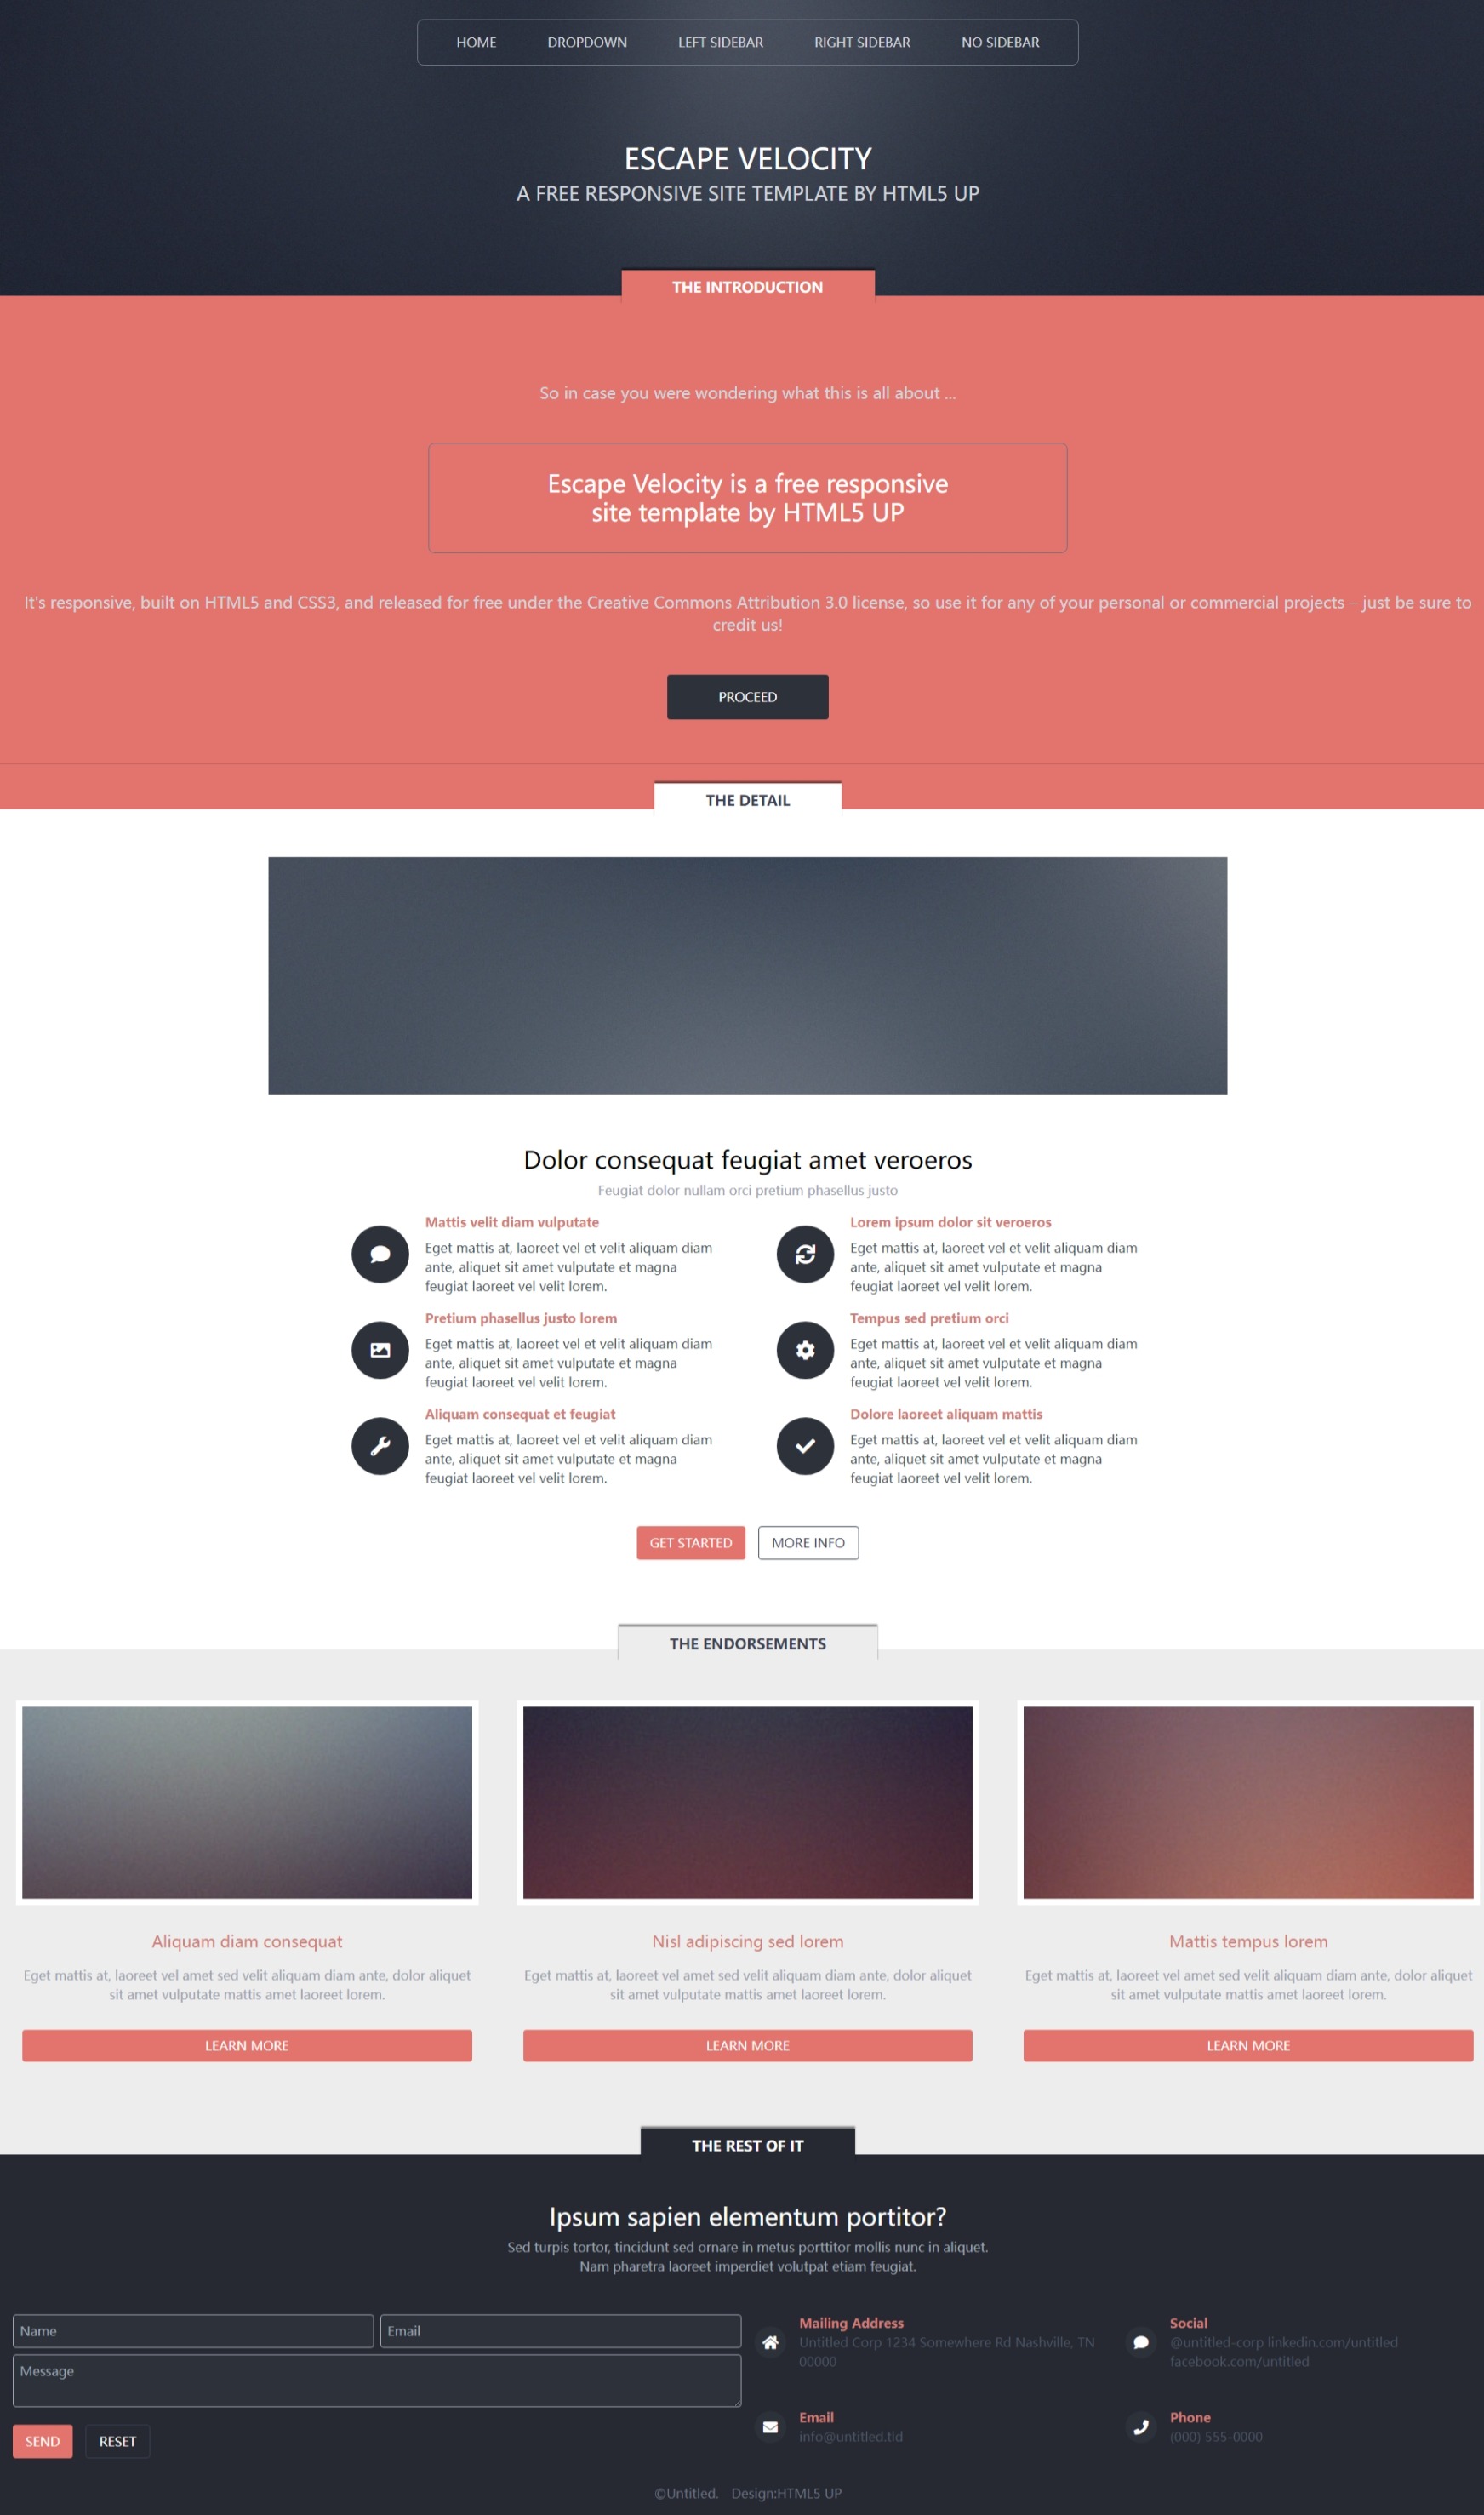 HOME DROPDOWN LEFT SIDEBAR RIGHT SIDEBAR NO SIDEBAR
ESCAPE VELOCITY
A FREE RESPONSIVE SITE TEMPLATE BY HTML5 UP
THE INTRODUCTION
So in case you were wondering what this is all about ...
Escape Velocity is a free responsive
site template by HTML5 UP
It's responsive, built on HTML5 and CSS3, and released for free under the Creative Commons Attribution 3.0 license, so use it for any of your personal or commercial projects – just be sure to
credit us!
PROCEED
THE DETAIL
Dolor consequat feugiat amet veroeros
Feugiat dolor nullam orci pretium phasellus justo
Mattis velit diam vulputate
Eget mattis at, laoreet vel et velit aliquam diam
ante, aliquet sit amet vulputate et magna
feugiat laoreet vel velit lorem.
Lorem ipsum dolor sit veroeros
Eget mattis at, laoreet vel et velit aliquam diam
ante, aliquet sit amet vulputate et magna
feugiat laoreet vel velit lorem.
Pretium phasellus justo lorem
Eget mattis at, laoreet vel et velit aliquam diam
ante, aliquet sit amet vulputate et magna
feugiat laoreet vel velit lorem.
Tempus sed pretium orci
Eget mattis at, laoreet vel et velit aliquam diam
ante, aliquet sit amet vulputate et magna
feugiat laoreet vel velit lorem.
Aliquam consequat et feugiat
Eget mattis at, laoreet vel et velit aliquam diam
ante, aliquet sit amet vulputate et magna
feugiat laoreet vel velit lorem.
Dolore laoreet aliquam mattis
Eget mattis at, laoreet vel et velit aliquam diam
ante, aliquet sit amet vulputate et magna
feugiat laoreet vel velit lorem.
GET STARTED MORE INFO
THE ENDORSEMENTS
Aliquam diam consequat
Eget mattis at, laoreet vel amet sed velit aliquam diam ante, dolor aliquet
sit amet vulputate mattis amet laoreet lorem.
LEARN MORE
Nisl adipiscing sed lorem
Eget mattis at, laoreet vel amet sed velit aliquam diam ante, dolor aliquet
sit amet vulputate mattis amet laoreet lorem.
LEARN MORE
Mattis tempus lorem
Eget mattis at, laoreet vel amet sed velit aliquam diam ante, dolor aliquet
sit amet vulputate mattis amet laoreet lorem.
LEARN MORE
THE REST OF IT
Ipsum sapien elementum portitor?
Sed turpis tortor, tincidunt sed ornare in metus porttitor mollis nunc in aliquet.
Nam pharetra laoreet imperdiet volutpat etiam feugiat.
Name
Email
Message
SEND RESET
Mailing Address
Untitled Corp 1234 Somewhere Rd Nashville, TN
00000
Social
@untitled-corp linkedin.com/untitled
facebook.com/untitled
Email
info@untitled.tld
Phone
(000) 555-0000
©Untitled. Design:HTML5 UP